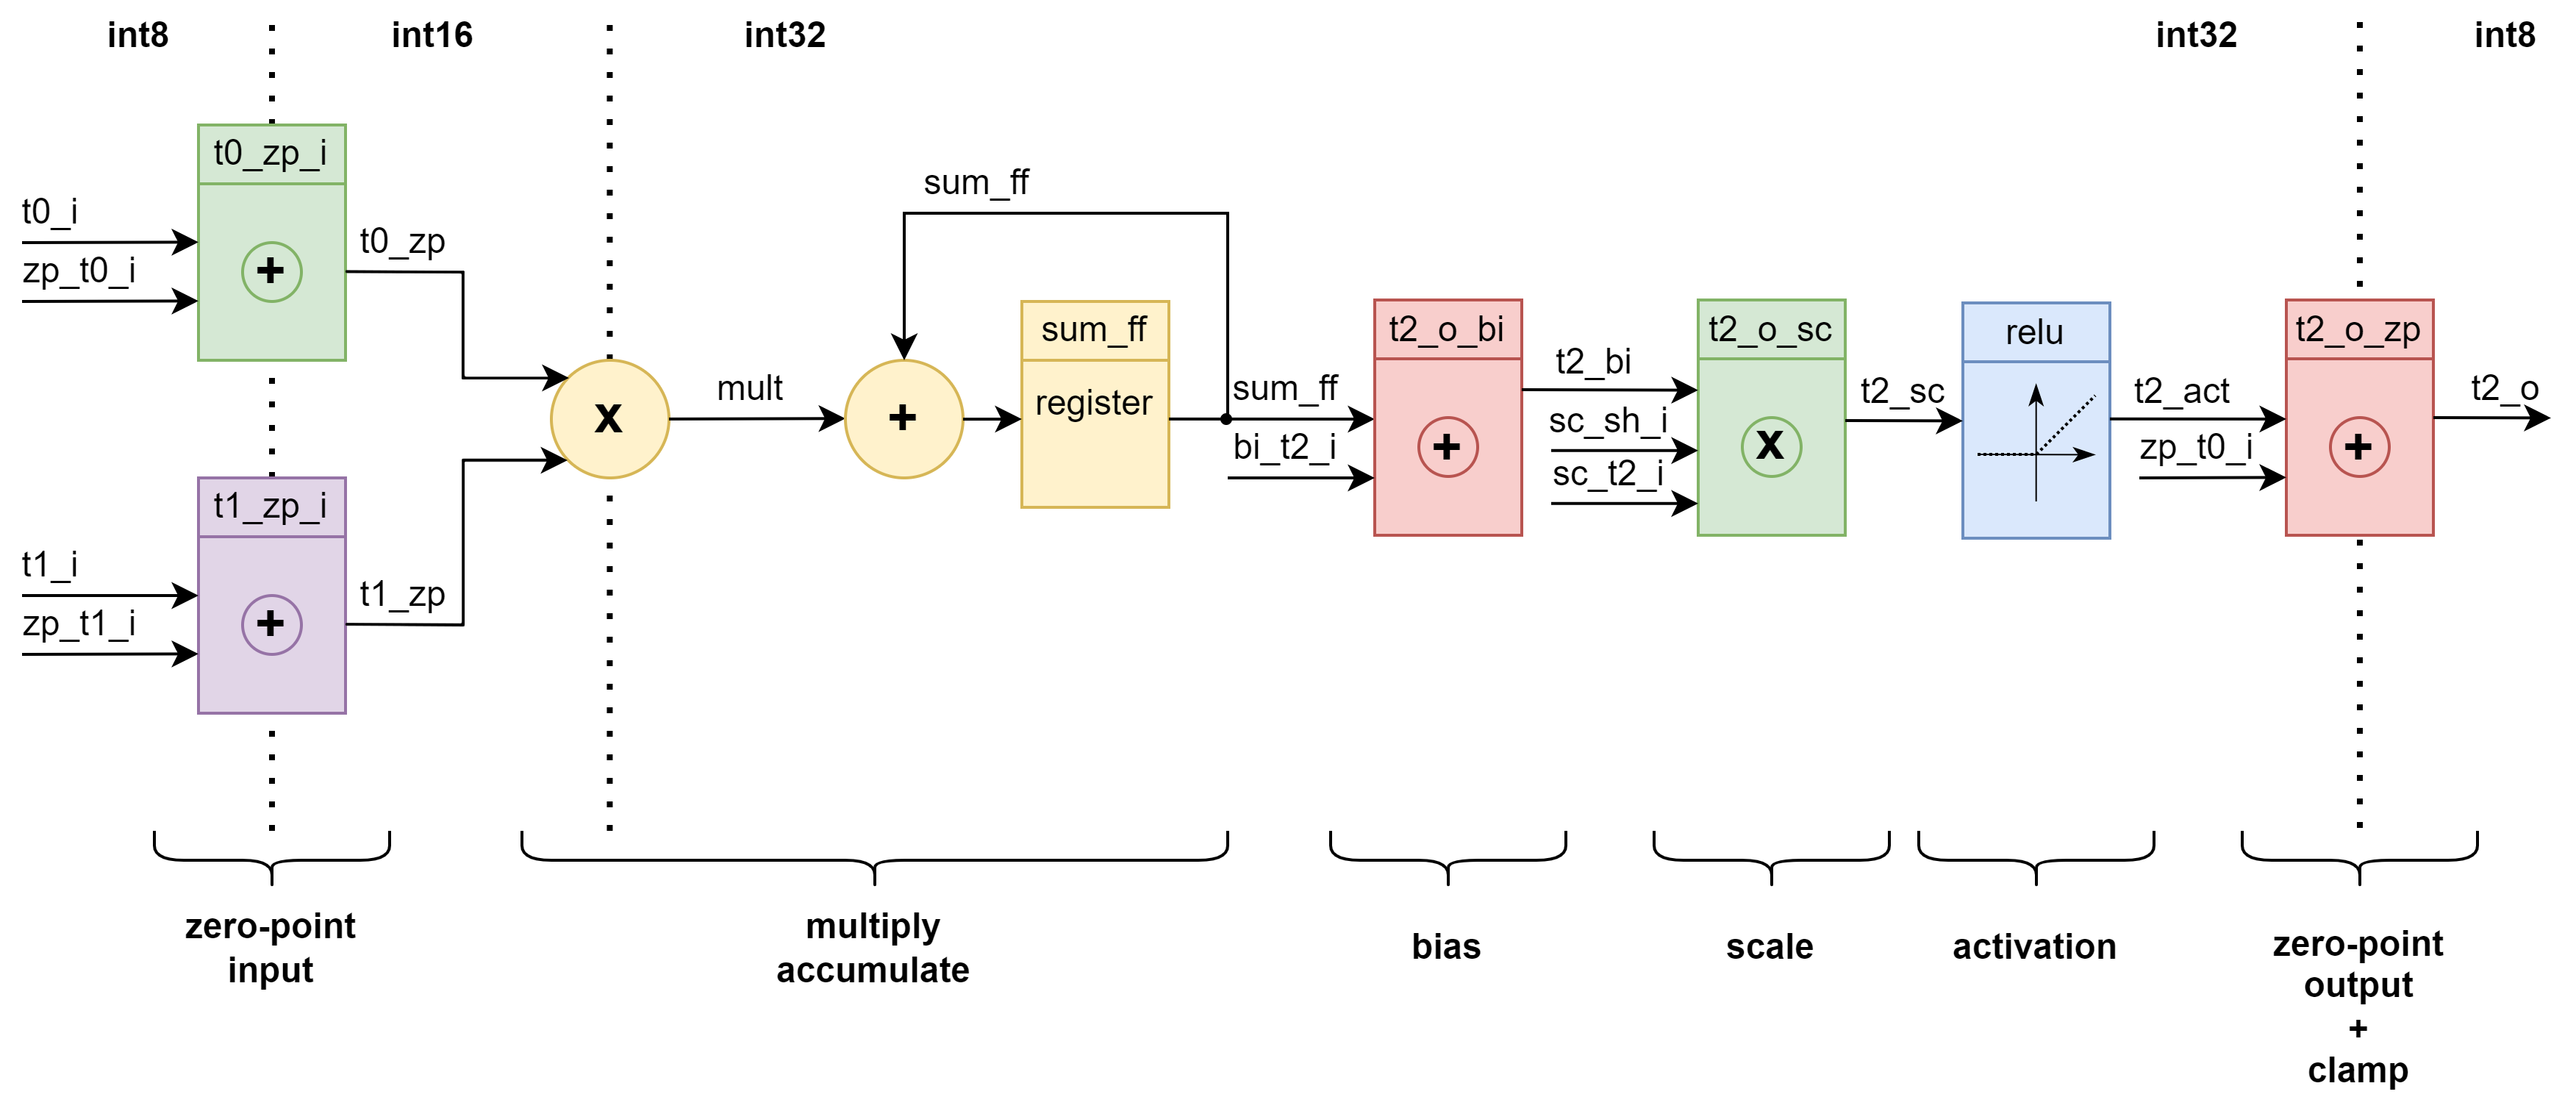 int8
int16
int32
int32
int8
t0_zp_i
t0_i
zp_t0_i
+
t0_zp
t1_zp_i
t1_i
zp_t1_i
+
t1_zp
x
mult
+
sum_ff
sum_ff
register
sum_ff
bi_t2_i
t2_o_bi
+
t2_bi
sc_sh_i
sc_t2_i
t2_o_sc
x
t2_sc
relu
t2_act
zp_t0_i
t2_o_zp
+
t2_o
zero-point
input
multiply
accumulate
bias
scale
activation
zero-point
output
+
clamp